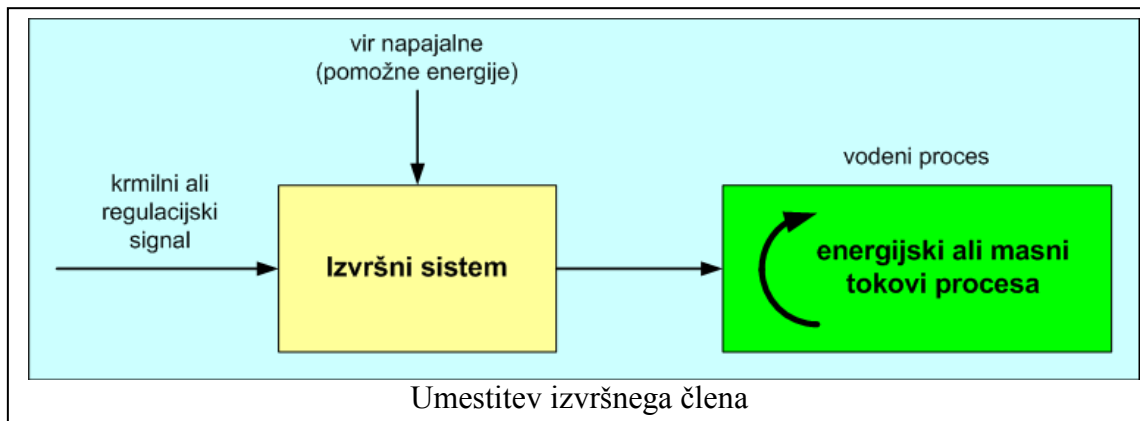 vir napajalne
(pomožne energije)
vodeni proces
krmilni ali
regulacijski
signal
Izvršni sistem
energijski ali masni
tokovi procesa
Umestitev izvršnega člena